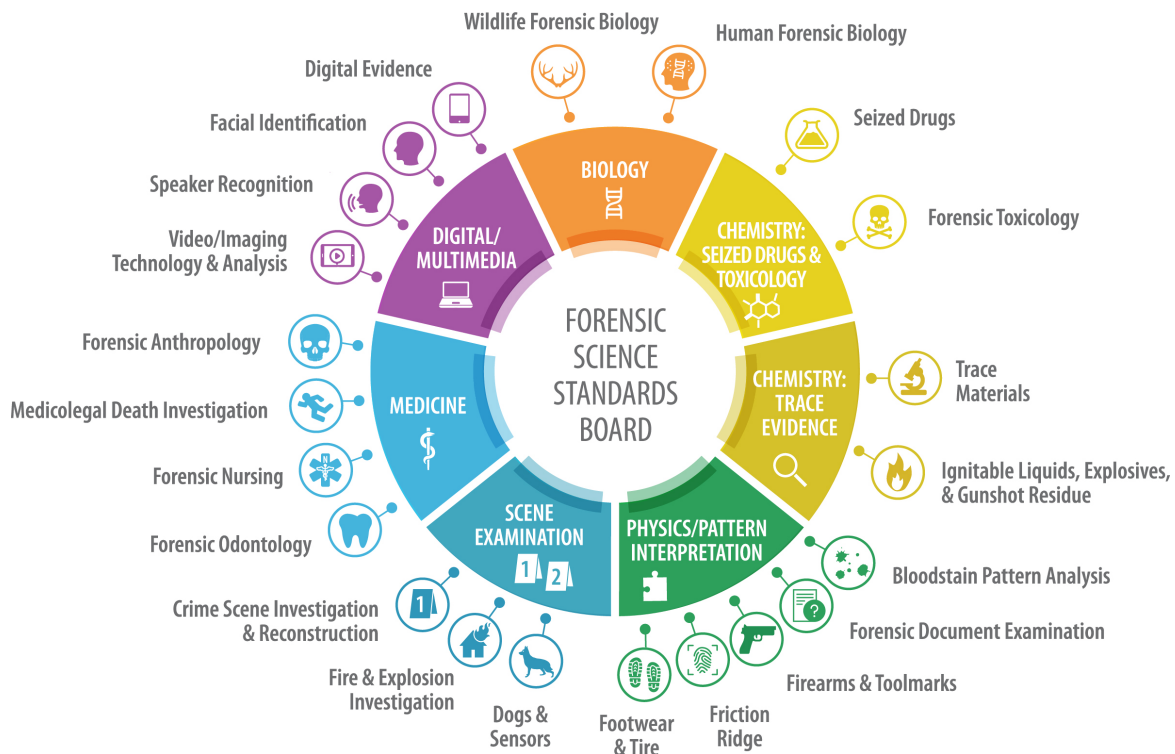 Wildlife Forensic Biology
Human Forensic Biology
Digital Evidence
Facial Identification
Speaker Recognition
Video/Imaging
Technology & Analysis
Seized Drugs
Forensic Toxicology
BIOLOGY
DIGITAL/
MULTIMEDIA
CHEMISTRY:
SEIZED DRUGS &
TOXICOLOGY
FORENSIC
SCIENCE
STANDARDS
BOARD
Forensic Anthropology
Medicolegal Death Investigation
Forensic Nursing
N
Forensic Odontology
MEDICINE
CHEMISTRY:
TRACE
EVIDENCE
Trace
Materials
Ignitable Liquids, Explosives,
& Gunshot Residue
SCENE
EXAMINATION
1 2
PHYSICS/PATTERN
INTERPRETATION
Crime Scene Investigation
& Reconstruction
1
Fire & Explosion
Investigation
Dogs &
Sensors
Footwear
& Tire
Friction
Ridge
Firearms & Toolmarks
Forensic Document Examination
?
Bloodstain Pattern Analysis